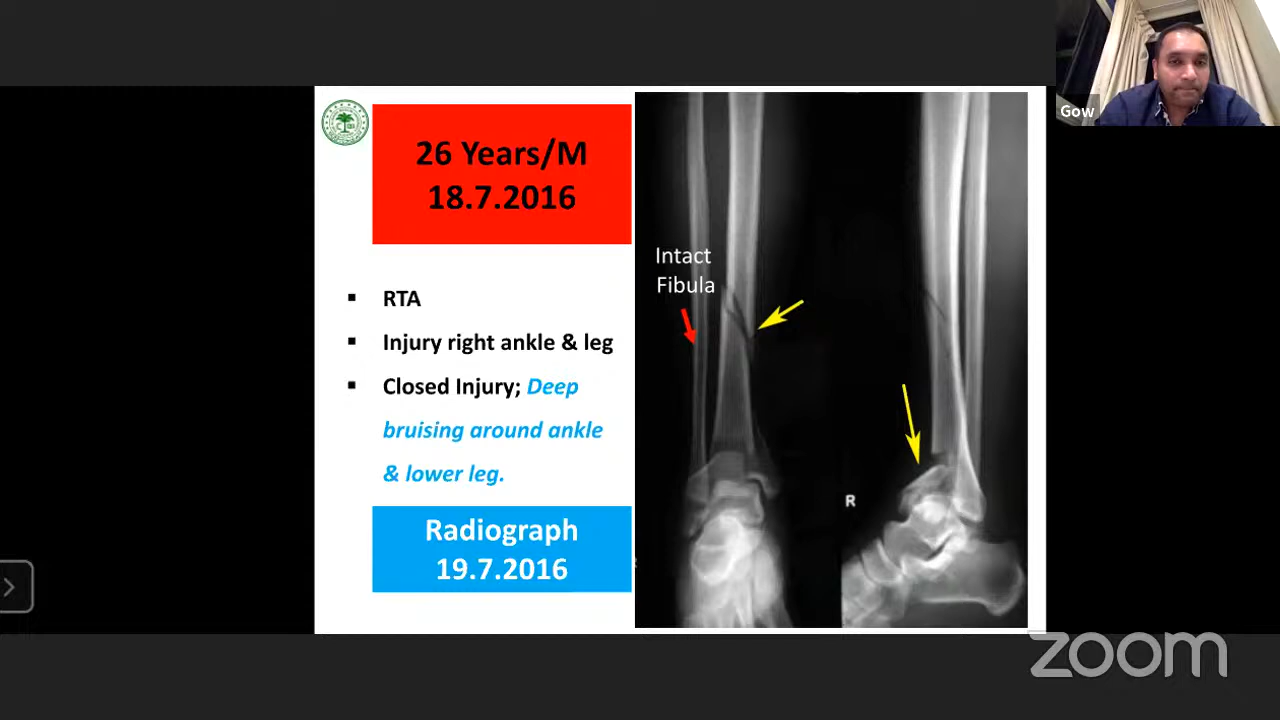 Gow
26 Years/M
18.7.2016
RTA
Injury right ankle & leg
Closed Injury; Deep
bruising around ankle
& lower leg.
Radiograph
19.7.2016
Intact
Fibula
R
zoom